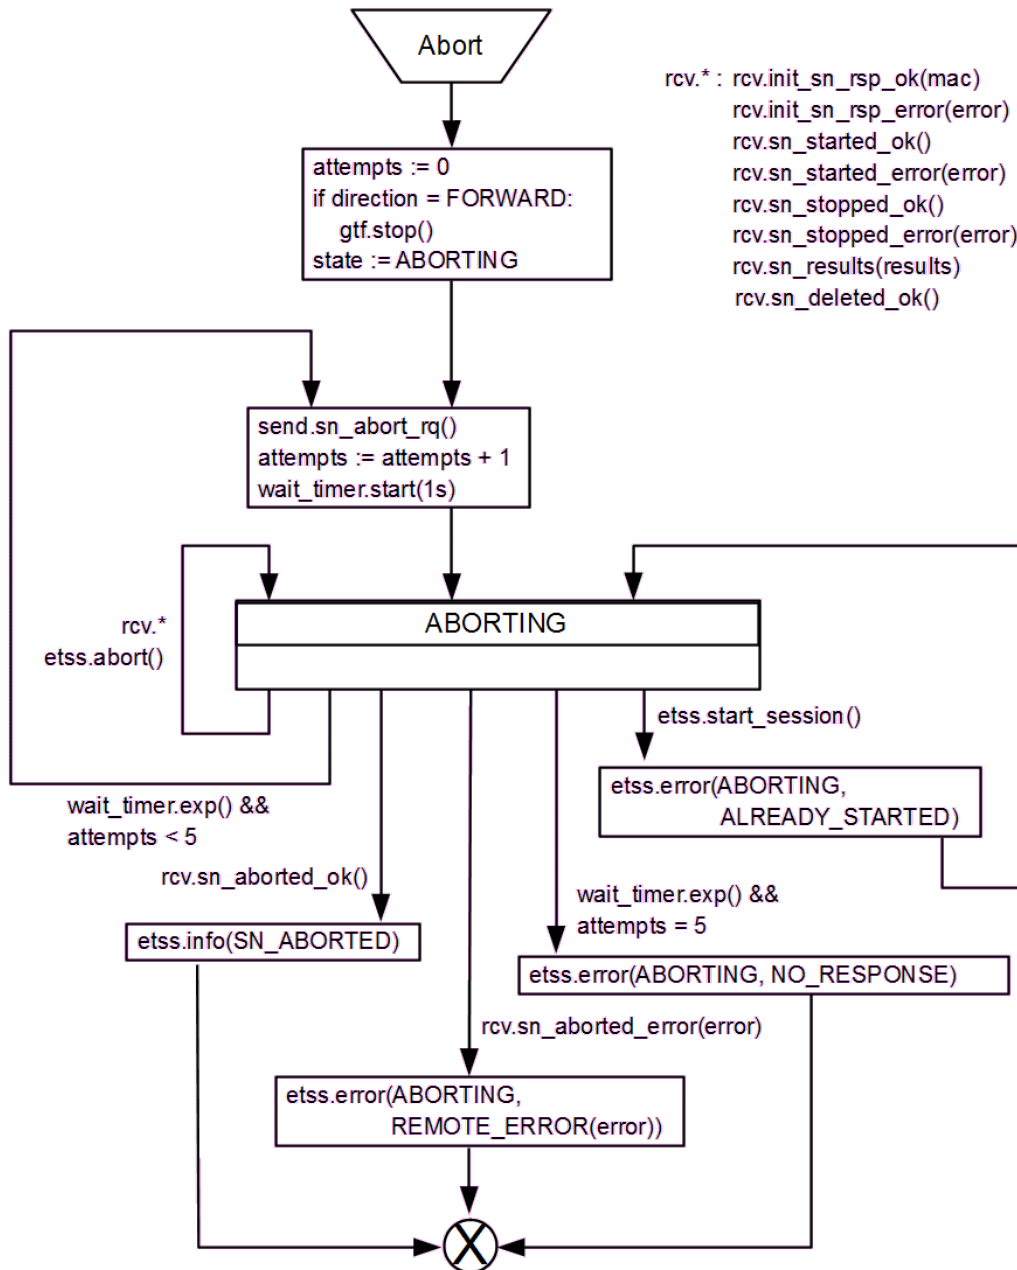 Abort
rcv.* : rcv.init_sn_rsp_ok(mac)
rcv.init_sn_rsp_error(error)
rcv.sn_started_ok()
rcv.sn_started_error(error)
rcv.sn_stopped_ok()
rcv.sn_stopped_error(error)
rcv.sn_results(results)
rcv.sn_deleted_ok()
attempts := 0
if direction = FORWARD:
gtf.stop()
state := ABORTING
send.sn_abort_rq()
attempts := attempts + 1
wait_timer.start(1s)
rcv.*
etss.abort()
ABORTING
etss.start_session()
etss.error(ABORTING,
ALREADY_STARTED)
wait_timer.exp() &&
attempts < 5
rcv.sn_aborted_ok()
etss.info(SN_ABORTED)
wait_timer.exp() &&
attempts = 5
etss.error(ABORTING, NO_RESPONSE)
rcv.sn_aborted_error(error)
etss.error(ABORTING,
REMOTE_ERROR(error))
X